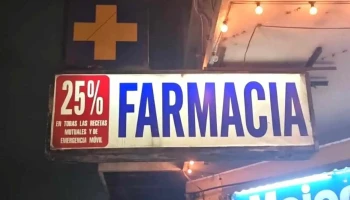 25%
EN TODAS LAS RECETAS
MUTUALES Y DE
EMERGENCIA MÓVIL
FARMACIA